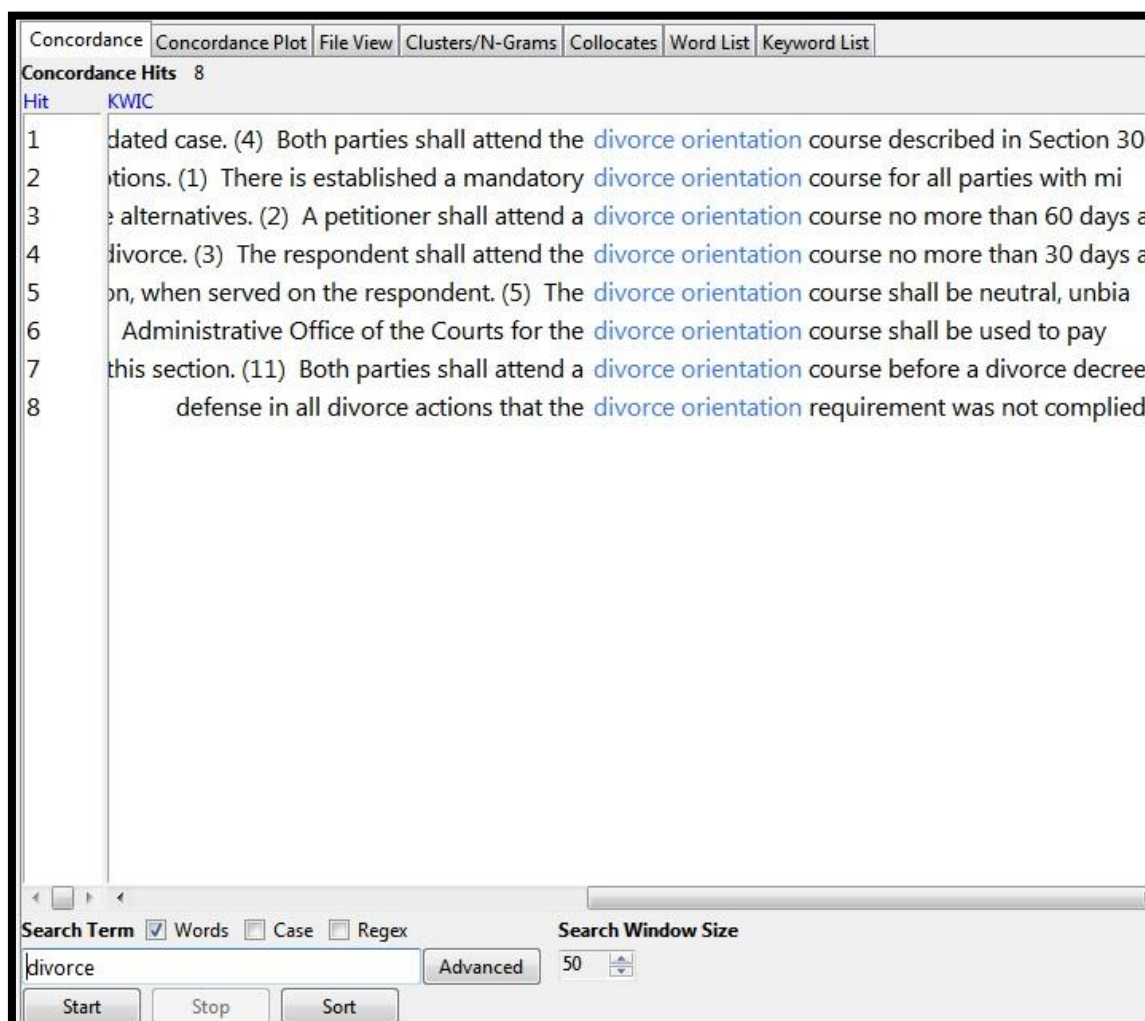 Concordance Concordance Plot File View Clusters/N-Grams Collocates Word List Keyword List
Concordance Hits 8
Hit KWIC
1 dated case. (4) Both parties shall attend the divorce orientation course described in Section 30
2 tions. (1) There is established a mandatory divorce orientation course for all parties with mi
3 e alternatives. (2) A petitioner shall attend a divorce orientation course no more than 60 days a
4 divorce. (3) The respondent shall attend the divorce orientation course no more than 30 days a
5 on, when served on the respondent. (5) The divorce orientation course shall be neutral, unbia
6 Administrative Office of the Courts for the divorce orientation course shall be used to pay
7 this section. (11) Both parties shall attend a divorce orientation course before a divorce decree
8 defense in all divorce actions that the divorce orientation requirement was not complied
Search Term Words Case Regex Search Window Size
divorce Advanced 50
Start Stop Sort